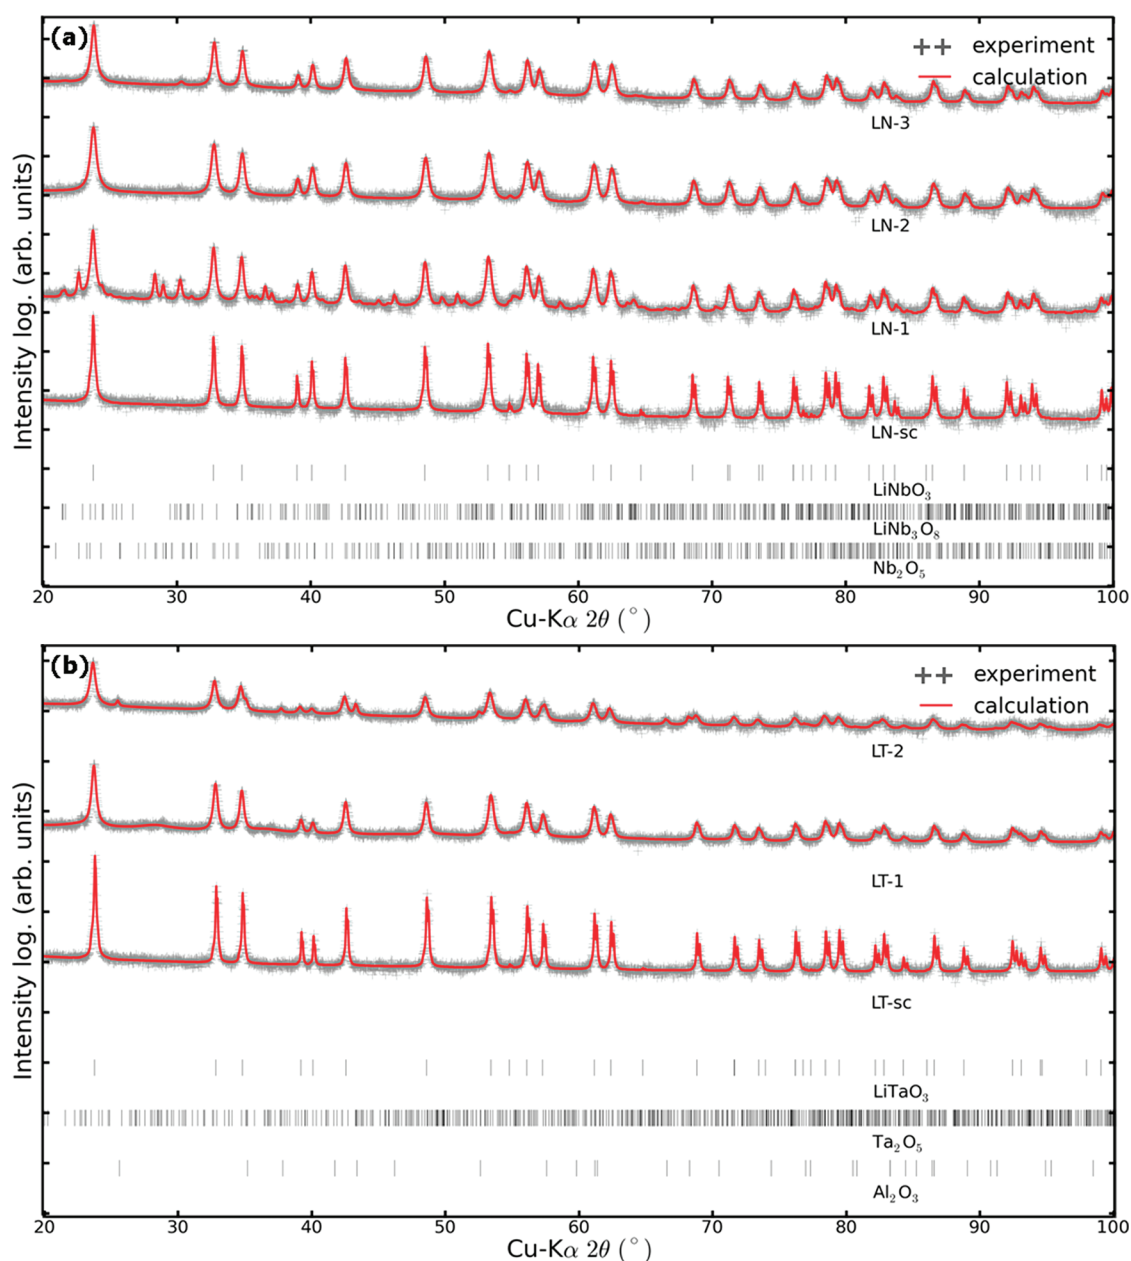 (a)
++ experiment
calculation
LN-3
LN-2
LN-1
LN-sc
LiNbO₃
LiNb₃O₈
Nb₂O₅
Intensity log. (arb. units)
20 30 40 50 60 70 80 90 100
Cu-Kα 2θ (°)
(b)
++ experiment
calculation
LT-2
LT-1
LT-sc
LiTaO₃
Ta₂O₅
Al₂O₃
Intensity log. (arb. units)
20 30 40 50 60 70 80 90 100
Cu-Kα 2θ (°)